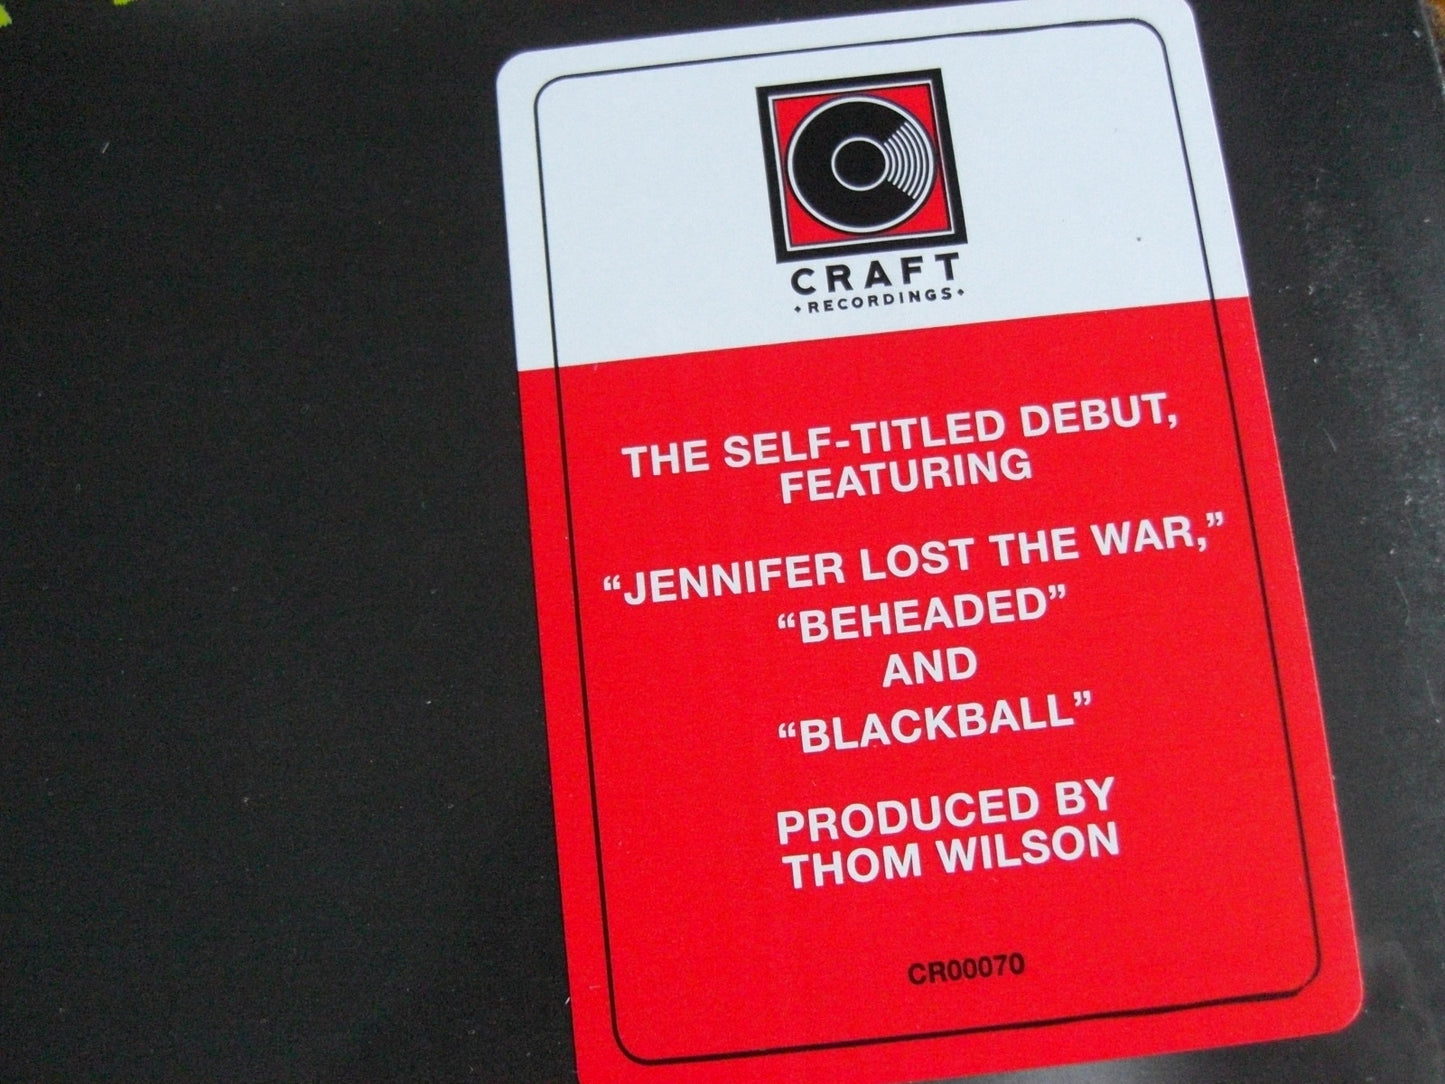 CRAFT
RECORDINGS
THE SELF-TITLED DEBUT,
FEATURING
“JENNIFER LOST THE WAR,”
“BEHEADED”
AND
“BLACKBALL”
PRODUCED BY
THOM WILSON
CR00070